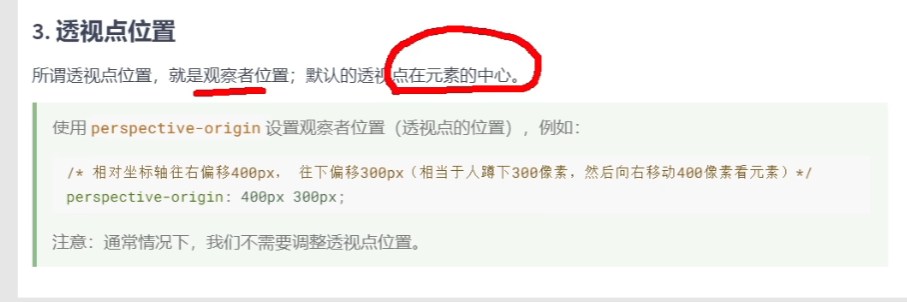 3. 透视点位置
所谓透视点位置，就是观察者位置；默认的透视点在元素的中心。
使用 perspective-origin 设置观察者位置（透视点的位置），例如：
/* 相对坐标轴往右偏移400px， 往下偏移300px（相当于人蹲下300像素，然后向右移动400像素看元素）*/
perspective-origin: 400px 300px;
注意：通常情况下，我们不需要调整透视点位置。